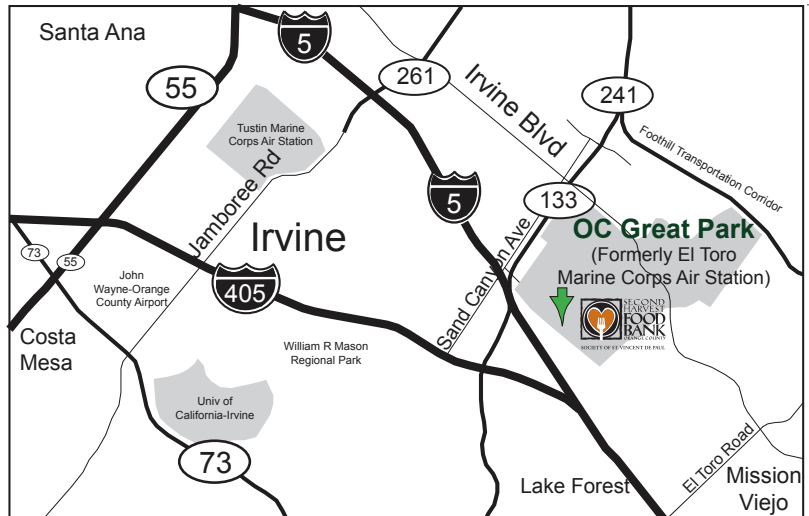 Santa Ana
5
55
261
Irvine Blvd
241
Tustin Marine
Corps Air Station
Foothill Transportation
Corridor
Jamboree Rd
5
133
OC Great Park
(Formerly El Toro
Marine Corps Air Station)
Irvine
Sand Canyon Ave
73
55
John
Wayne-Orange
County Airport
405
SECOND
HARVEST
FOOD
BANK
ORANGE COUNTY
SOCIETY OF ST. VINCENT DE PAUL
Costa
Mesa
William R Mason
Regional Park
Univ of
California-Irvine
73
El Toro Road
Lake Forest
Mission
Viejo